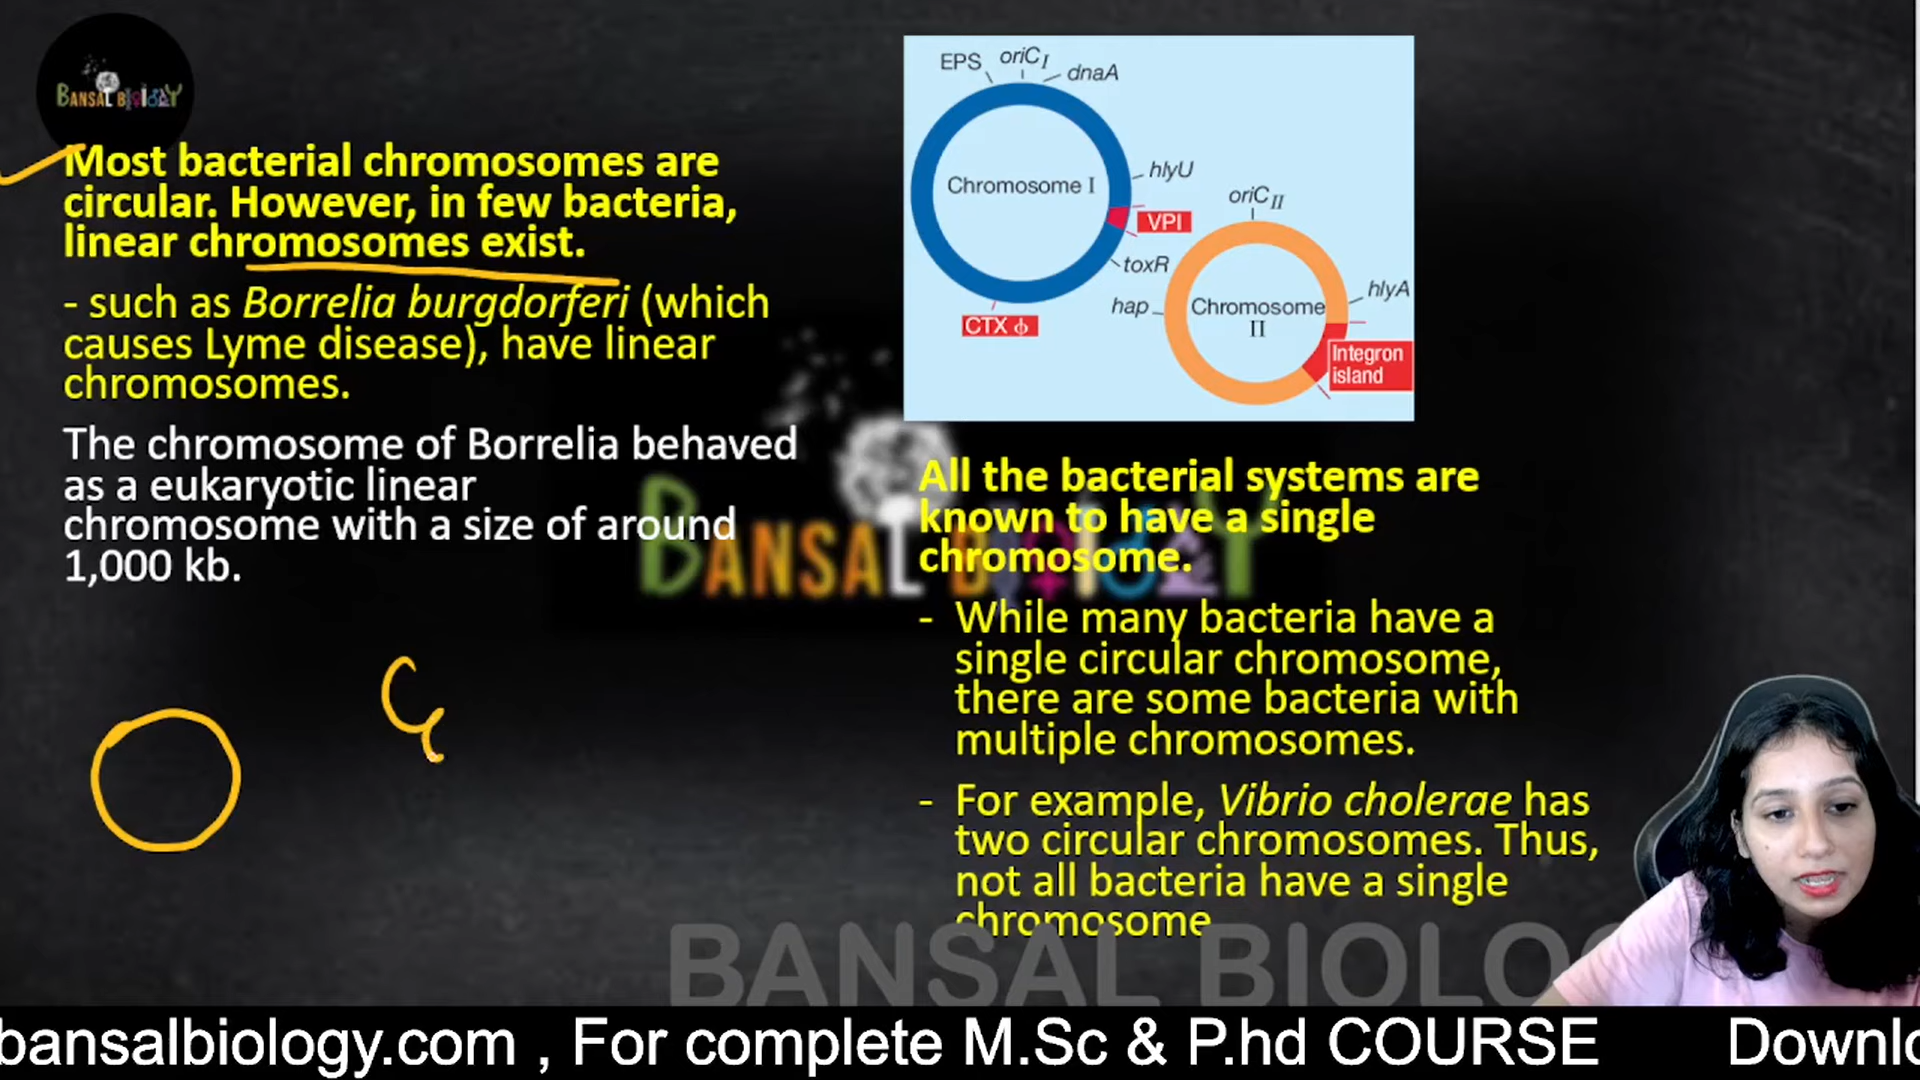 BANSAL BIOLOGY
Most bacterial chromosomes are
circular. However, in few bacteria,
linear chromosomes exist.
- such as Borrelia burgdorferi (which
causes Lyme disease), have linear
chromosomes.
The chromosome of Borrelia behaved
as a eukaryotic linear
chromosome with a size of around
1,000 kb.
EPS oriC I dnaA
Chromosome I
hlyU
VPI
toxR
CTX ϕ
oriC II
hap
Chromosome
II
hlyA
Integron
island
BANSAL BIOLOGY
All the bacterial systems are
known to have a single
chromosome.
- While many bacteria have a
single circular chromosome,
there are some bacteria with
multiple chromosomes.
- For example, Vibrio cholerae has
two circular chromosomes. Thus,
not all bacteria have a single
chromosome
BANSAL BIOLO
bansalbiology.com , For complete M.Sc & P.hd COURSE Downlo